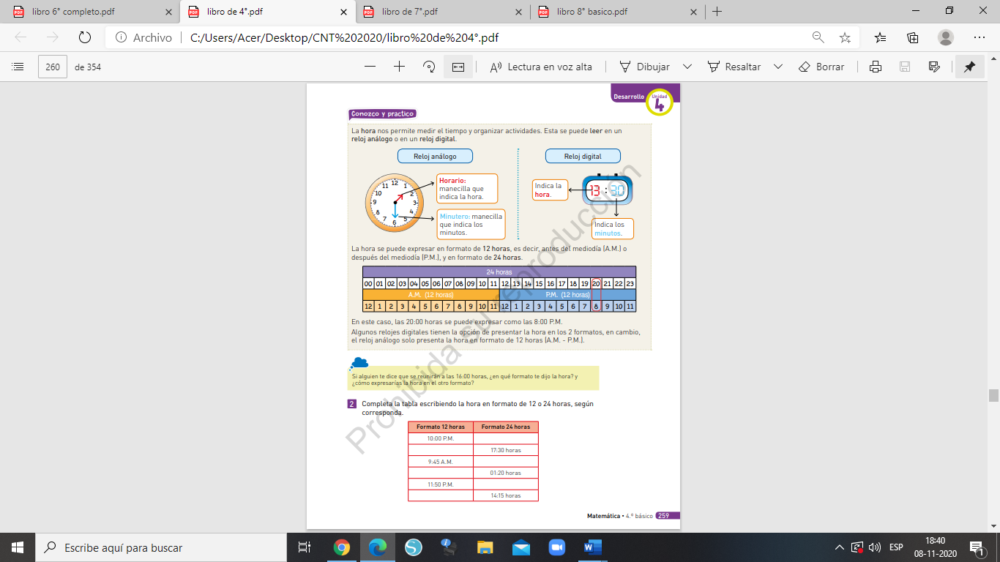 libro 6° completo.pdf
libro de 4°.pdf
libro de 7°.pdf
libro 8° basico.pdf
Archivo
C:/Users/Acer/Desktop/CNT%202020/libro%20de%204°.pdf
260 de 354
Lectura en voz alta
Dibujar
Resaltar
Borrar
Desarrollo
Unidad
4
Conozco y practico
La hora nos permite medir el tiempo y organizar actividades. Esta se puede leer en un
reloj análogo o en un reloj digital.
Reloj análogo
Reloj digital
12 1 2 3 4 5 6 7 8 9 10 11
Horario:
manecilla que
indica la hora.
Minutero: manecilla
que indica los
minutos.
Indica la
hora.
13 : 30
Indica los
minutos.
La hora se puede expresar en formato de 12 horas, es decir, antes del mediodía (A.M.) o
después del mediodía (P.M.), y en formato de 24 horas.
24 horas
00 01 02 03 04 05 06 07 08 09 10 11 12 13 14 15 16 17 18 19 20 21 22 23
A.M. (12 horas) P.M. (12 horas)
12 1 2 3 4 5 6 7 8 9 10 11 12 1 2 3 4 5 6 7 8 9 10 11
En este caso, las 20:00 horas se puede expresar como las 8:00 P.M.
Algunos relojes digitales tienen la opción de presentar la hora en los 2 formatos, en cambio,
el reloj análogo solo presenta la hora en formato de 12 horas (A.M. - P.M.).
Si alguien te dice que se reunirán a las 16:00 horas, ¿en qué formato te dijo la hora? y
¿cómo expresarías la hora en el otro formato?
2 Completa la tabla escribiendo la hora en formato de 12 o 24 horas, según
corresponda.
Formato 12 horas Formato 24 horas
10:00 P.M.
17:30 horas
9:45 A.M.
01:20 horas
11:50 P.M.
14:15 horas
Prohibida su reproducción
Matemática • 4.º básico 259
Escribe aquí para buscar
ESP
18:40
08-11-2020
1